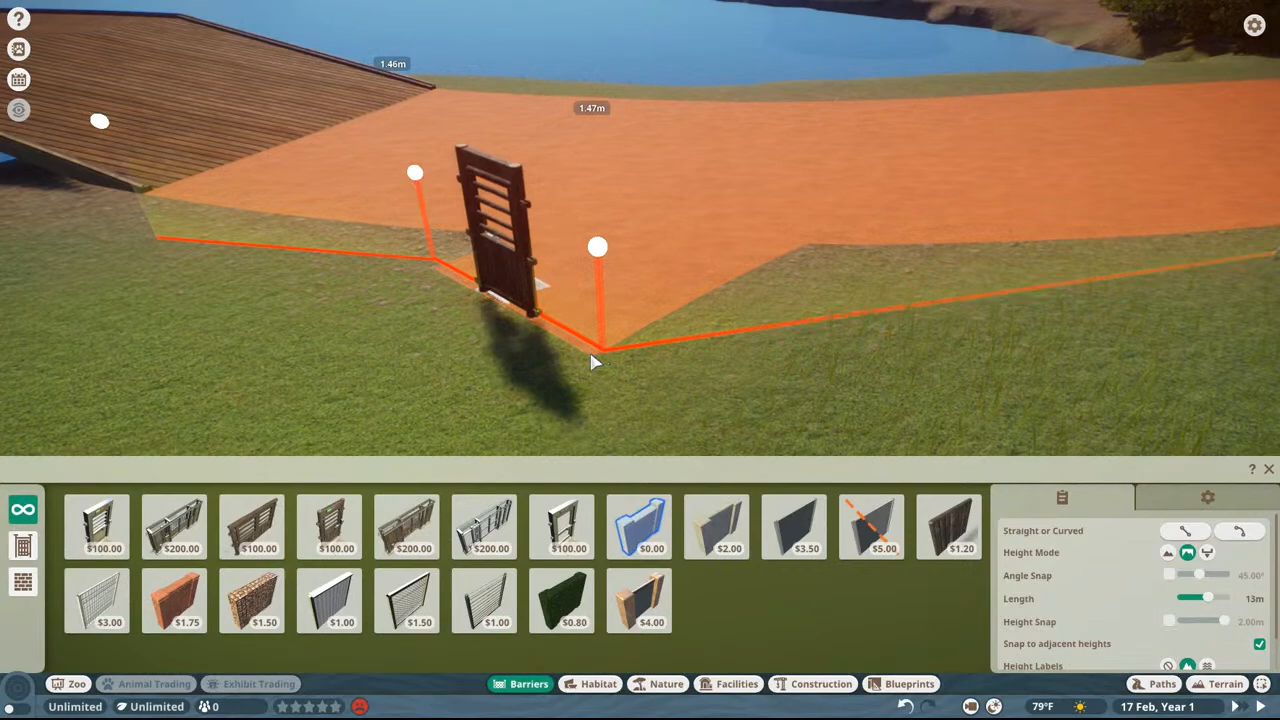 ?
1.46m
1.47m
? ×
$100.00 $200.00 $100.00 $100.00 $200.00 $200.00 $100.00 $0.00 $2.00 $3.50 $5.00 $1.20
$3.00 $1.75 $1.50 $1.00 $1.50 $1.00 $0.80 $4.00
Straight or Curved
Height Mode
Angle Snap 45.00°
Length 13m
Height Snap 2.00m
Snap to adjacent heights
Height Labels
Zoo Animal Trading Exhibit Trading Barriers Habitat Nature Facilities Construction Blueprints Paths Terrain
Unlimited Unlimited 0 79°F 17 Feb, Year 1